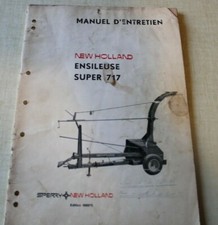 MANUEL D'ENTRETIEN
NEW HOLLAND
ENSILEUSE
SUPER 717
SPERRY NEW HOLLAND